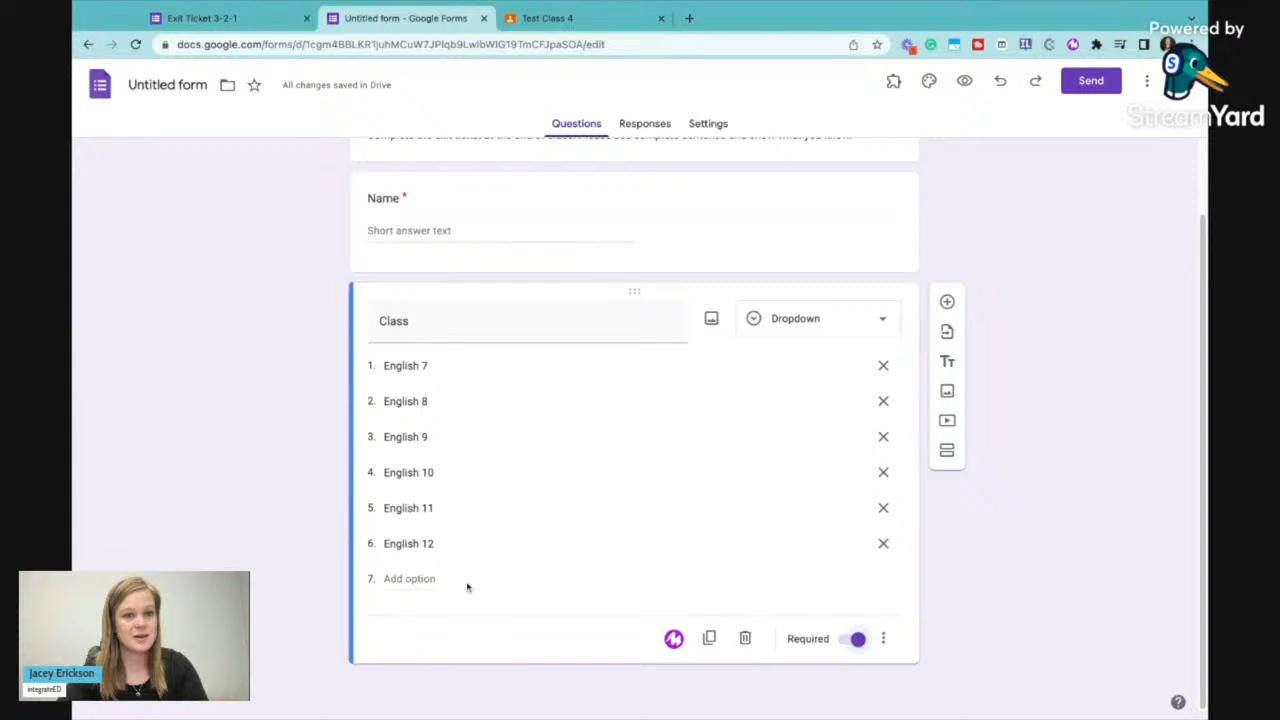 Exit Ticket 3-2-1
Untitled form - Google Forms
Test Class 4
Powered by
StreamYard
docs.google.com/forms/d/1cgm4BBLKR1juhMCuW7JPlqb9LwIbWIG19TmCFJpaSOA/edit
Untitled form
All changes saved in Drive
Send
Questions
Responses
Settings
Name *
Short answer text
Class
Dropdown
1. English 7
2. English 8
3. English 9
4. English 10
5. English 11
6. English 12
7. Add option
Required
Jacey Erickson
integrateED